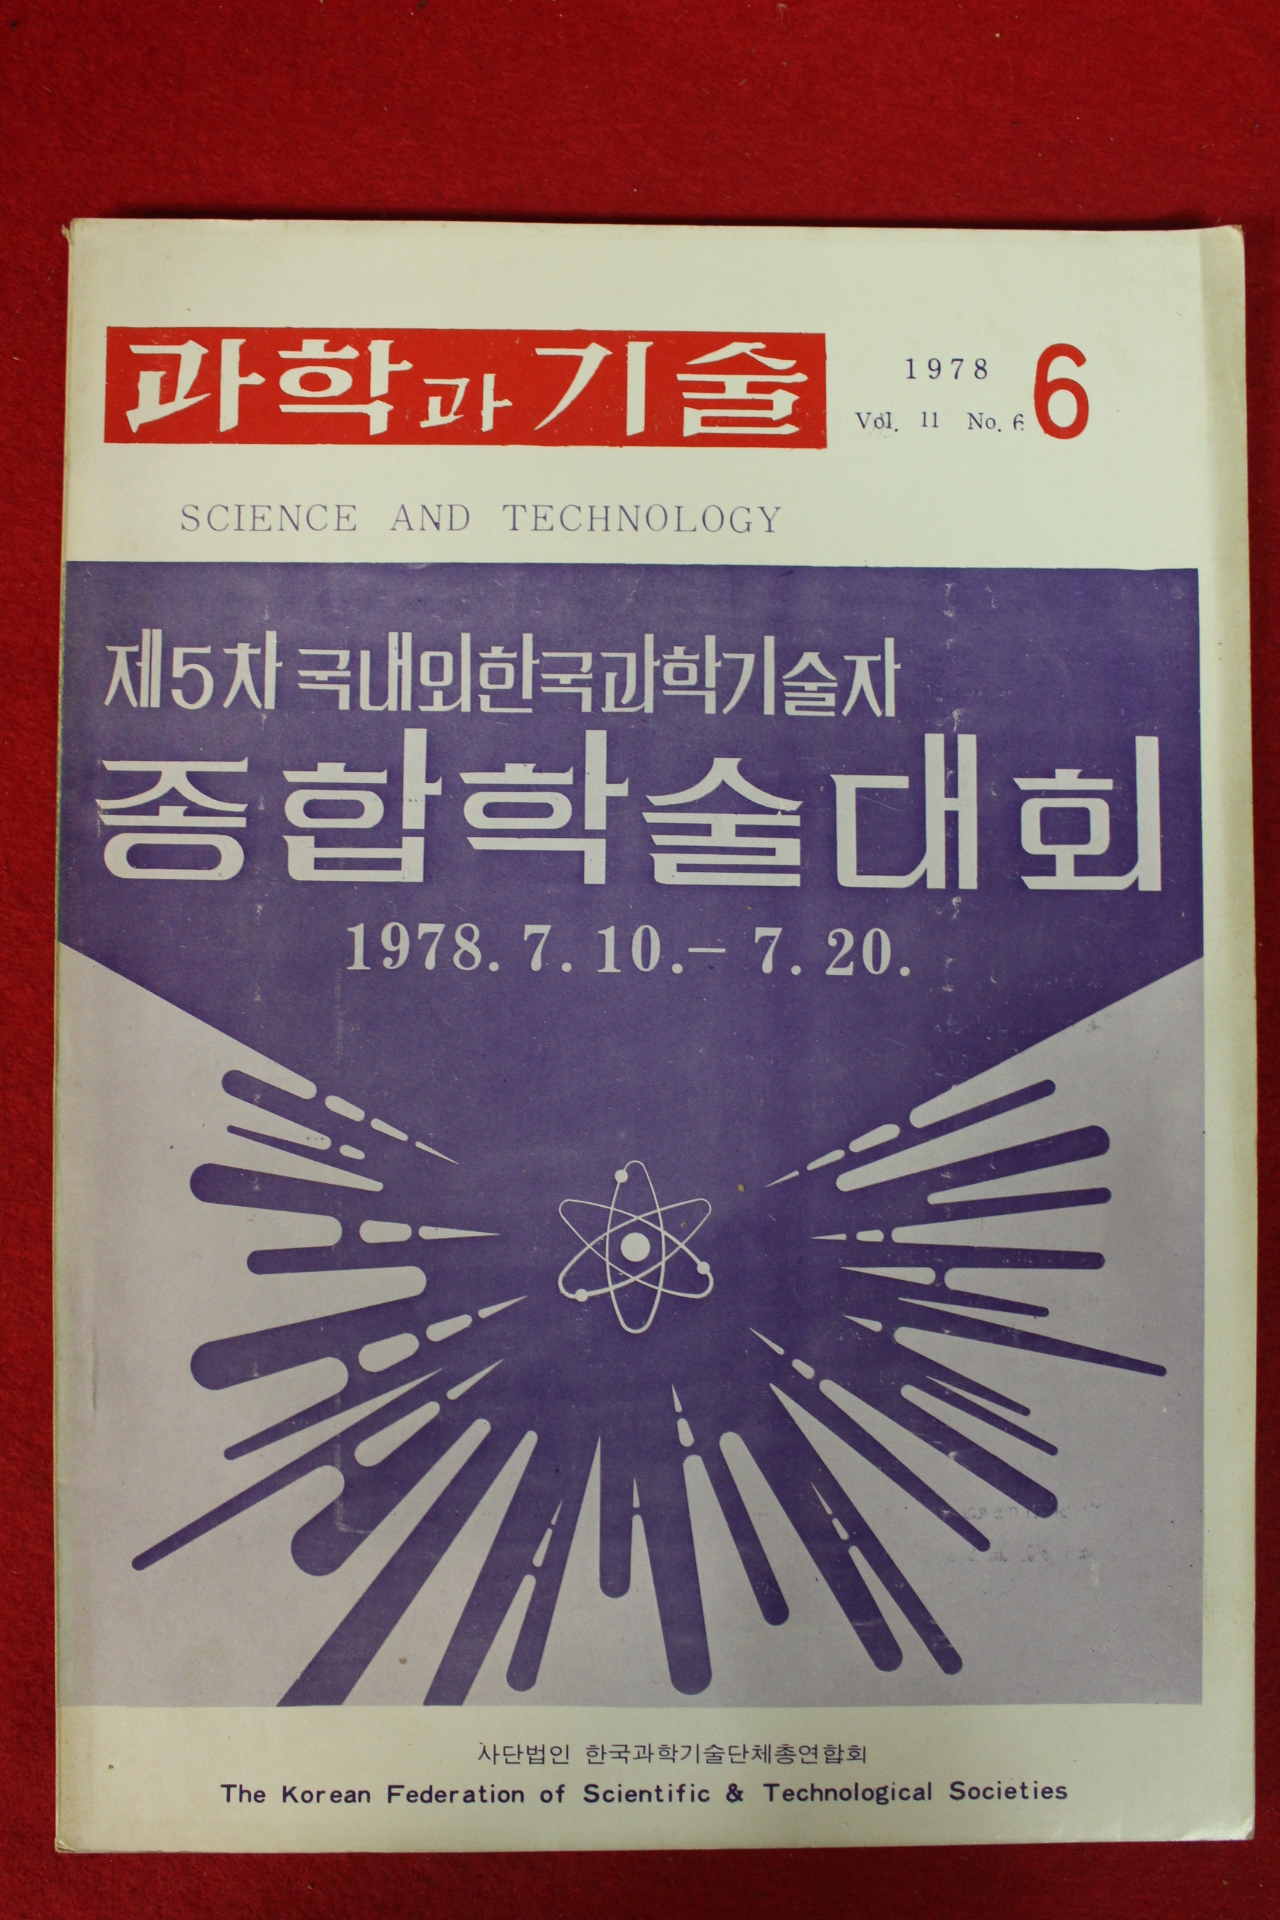 과학과기술
1978
Vol. 11 No. 6
6
SCIENCE AND TECHNOLOGY
제5차 국내외한국과학기술자
종합학술대회
1978. 7. 10.－ 7. 20.
사단법인 한국과학기술단체총연합회
The Korean Federation of Scientific & Technological Societies